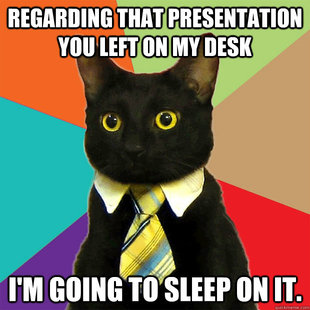 REGARDING THAT PRESENTATION
YOU LEFT ON MY DESK
I'M GOING TO SLEEP ON IT.